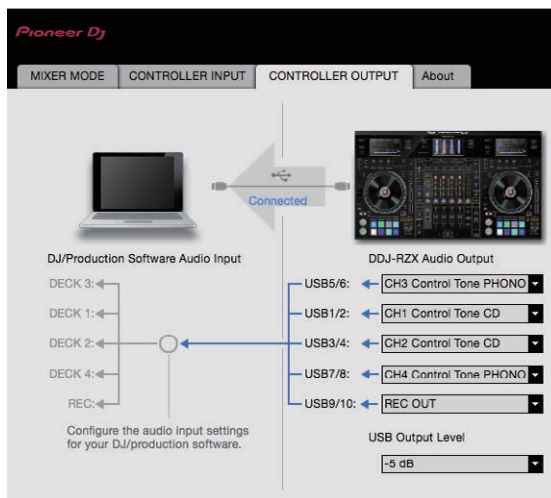 Pioneer Dj
MIXER MODE
CONTROLLER INPUT
CONTROLLER OUTPUT
About
Connected
DJ/Production Software Audio Input
DDJ-RZX Audio Output
DECK 3:
USB5/6:
CH3 Control Tone PHONO
DECK 1:
USB1/2:
CH1 Control Tone CD
DECK 2:
USB3/4:
CH2 Control Tone CD
DECK 4:
USB7/8:
CH4 Control Tone PHONO
REC:
USB9/10:
REC OUT
Configure the audio input settings
for your DJ/production software.
USB Output Level
-5 dB